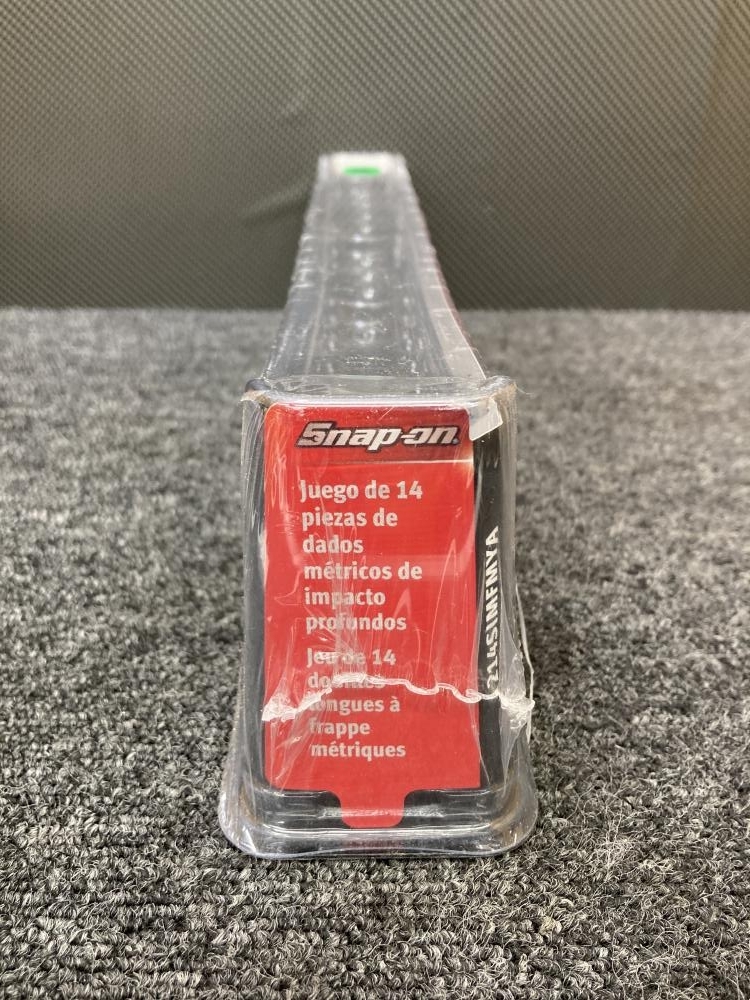 Snap-on
Juego de 14
piezas de
dados
métricos de
impacto
profundos
Jeu de 14
douilles
longues à
frappe
métriques
214SIMFMYA